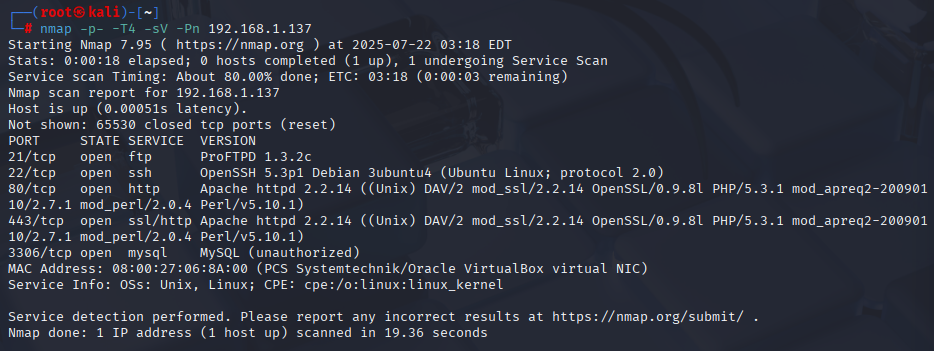 ┌──(root㉿kali)-[~]
└─# nmap -p- -T4 -sV -Pn 192.168.1.137
Starting Nmap 7.95 ( https://nmap.org ) at 2025-07-22 03:18 EDT
Stats: 0:00:18 elapsed; 0 hosts completed (1 up), 1 undergoing Service Scan
Service scan Timing: About 80.00% done; ETC: 03:18 (0:00:03 remaining)
Nmap scan report for 192.168.1.137
Host is up (0.00051s latency).
Not shown: 65530 closed tcp ports (reset)
PORT     STATE SERVICE  VERSION
21/tcp   open  ftp      ProFTPD 1.3.2c
22/tcp   open  ssh      OpenSSH 5.3p1 Debian 3ubuntu4 (Ubuntu Linux; protocol 2.0)
80/tcp   open  http     Apache httpd 2.2.14 ((Unix) DAV/2 mod_ssl/2.2.14 OpenSSL/0.9.8l PHP/5.3.1 mod_apreq2-200901
10/2.7.1 mod_perl/2.0.4 Perl/v5.10.1)
443/tcp  open  ssl/http Apache httpd 2.2.14 ((Unix) DAV/2 mod_ssl/2.2.14 OpenSSL/0.9.8l PHP/5.3.1 mod_apreq2-200901
10/2.7.1 mod_perl/2.0.4 Perl/v5.10.1)
3306/tcp open  mysql    MySQL (unauthorized)
MAC Address: 08:00:27:06:8A:00 (PCS Systemtechnik/Oracle VirtualBox virtual NIC)
Service Info: OSs: Unix, Linux; CPE: cpe:/o:linux:linux_kernel

Service detection performed. Please report any incorrect results at https://nmap.org/submit/ .
Nmap done: 1 IP address (1 host up) scanned in 19.36 seconds